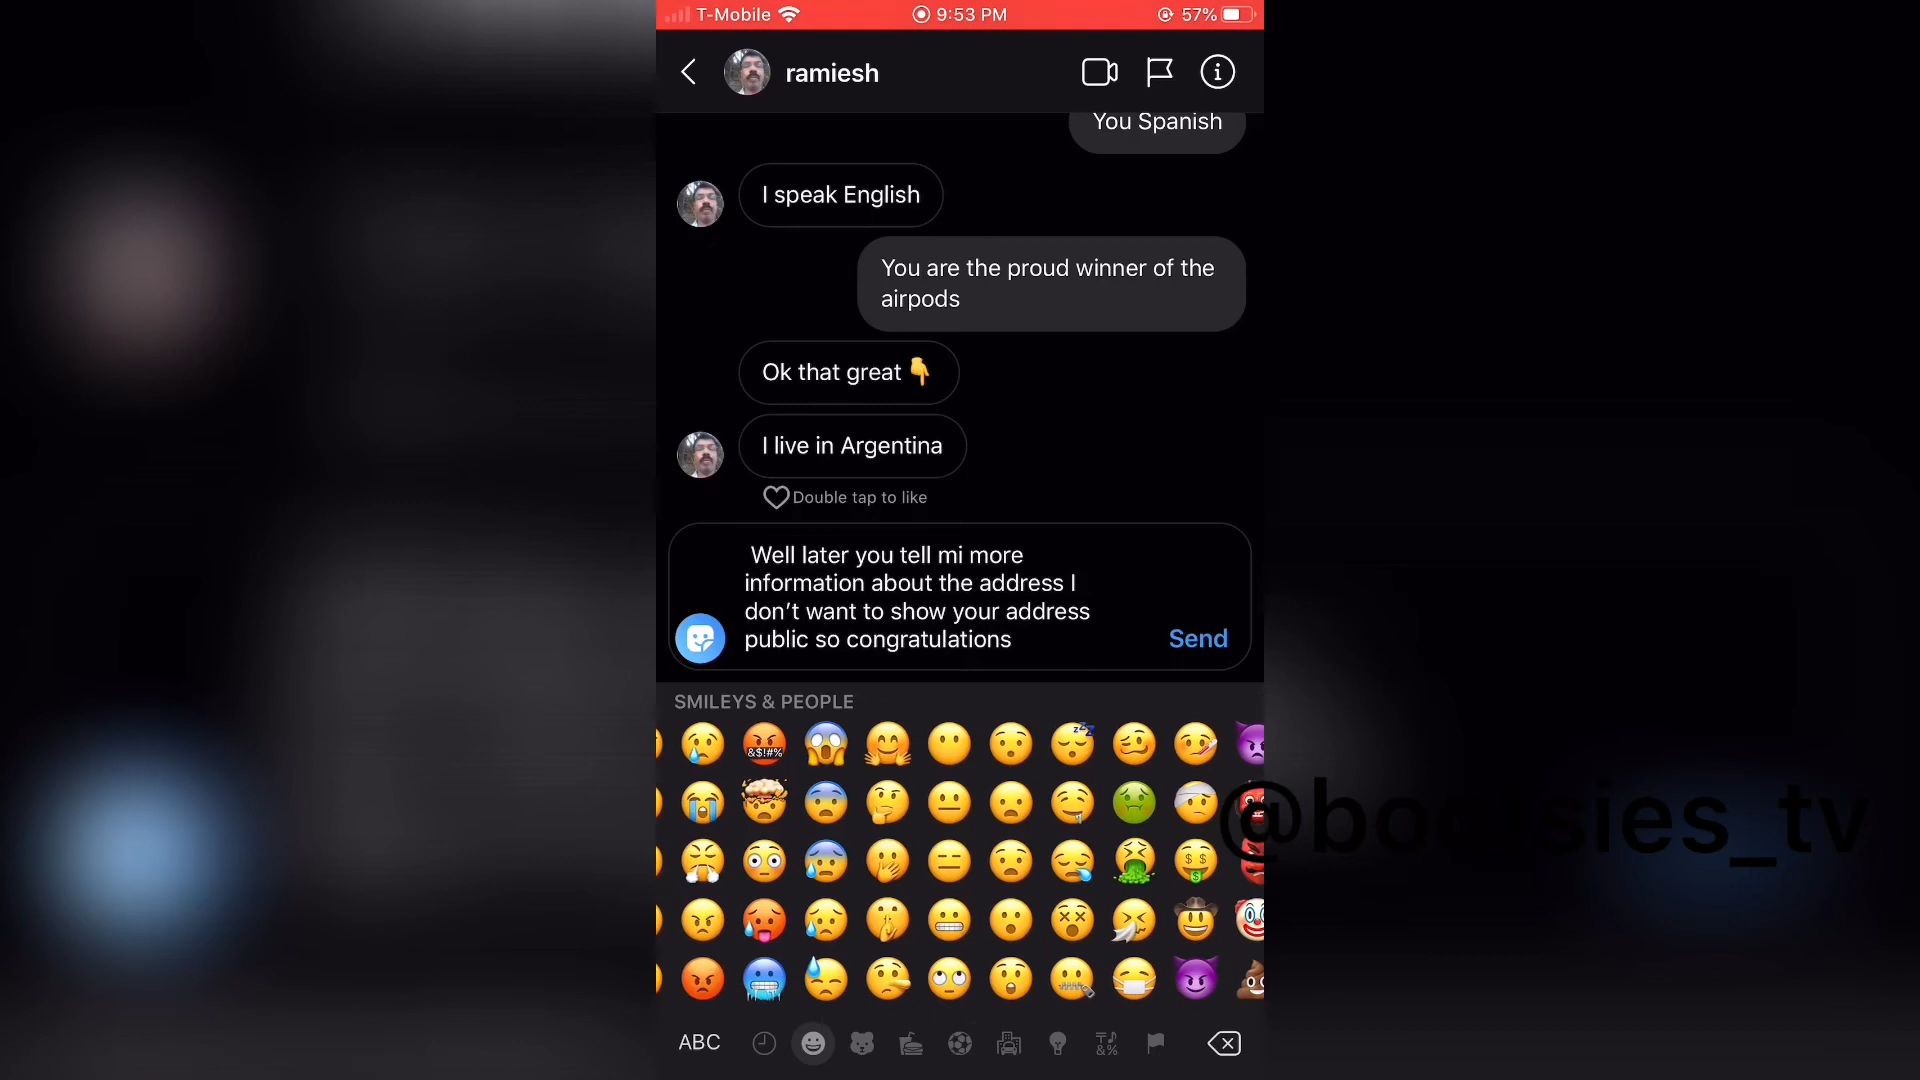 T-Mobile 9:53 PM 57%
ramiesh
You Spanish
I speak English
You are the proud winner of the
airpods
Ok that great 👇
I live in Argentina
Double tap to like
Well later you tell mi more
information about the address I
don’t want to show your address
public so congratulations
Send
SMILEYS & PEOPLE
ABC